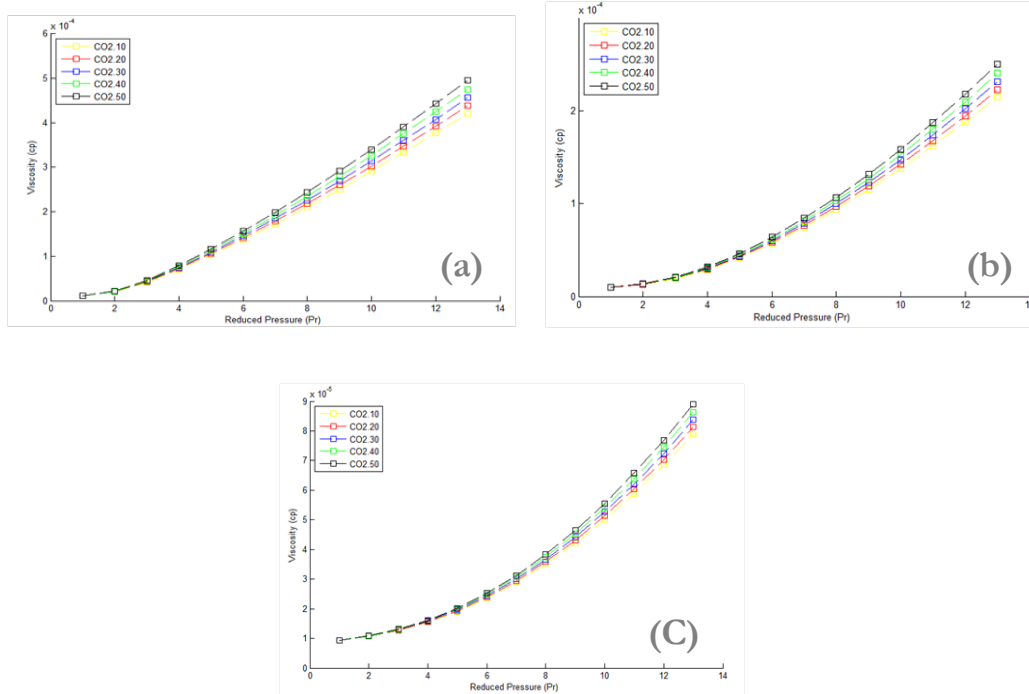 x 10⁻⁴
6
5
4
3
2
1
0
Viscosity (cp)
CO2.10
CO2.20
CO2.30
CO2.40
CO2.50
(a)
0 2 4 6 8 10 12 14
Reduced Pressure (Pr)
x 10⁻⁴
2
1
0
Viscosity (cp)
CO2.10
CO2.20
CO2.30
CO2.40
CO2.50
(b)
0 2 4 6 8 10 12
Reduced Pressure (Pr)
x 10⁻⁵
9
8
7
6
5
4
3
2
1
0
Viscosity (cp)
CO2.10
CO2.20
CO2.30
CO2.40
CO2.50
(C)
0 2 4 6 8 10 12 14
Reduced Pressure (Pr)